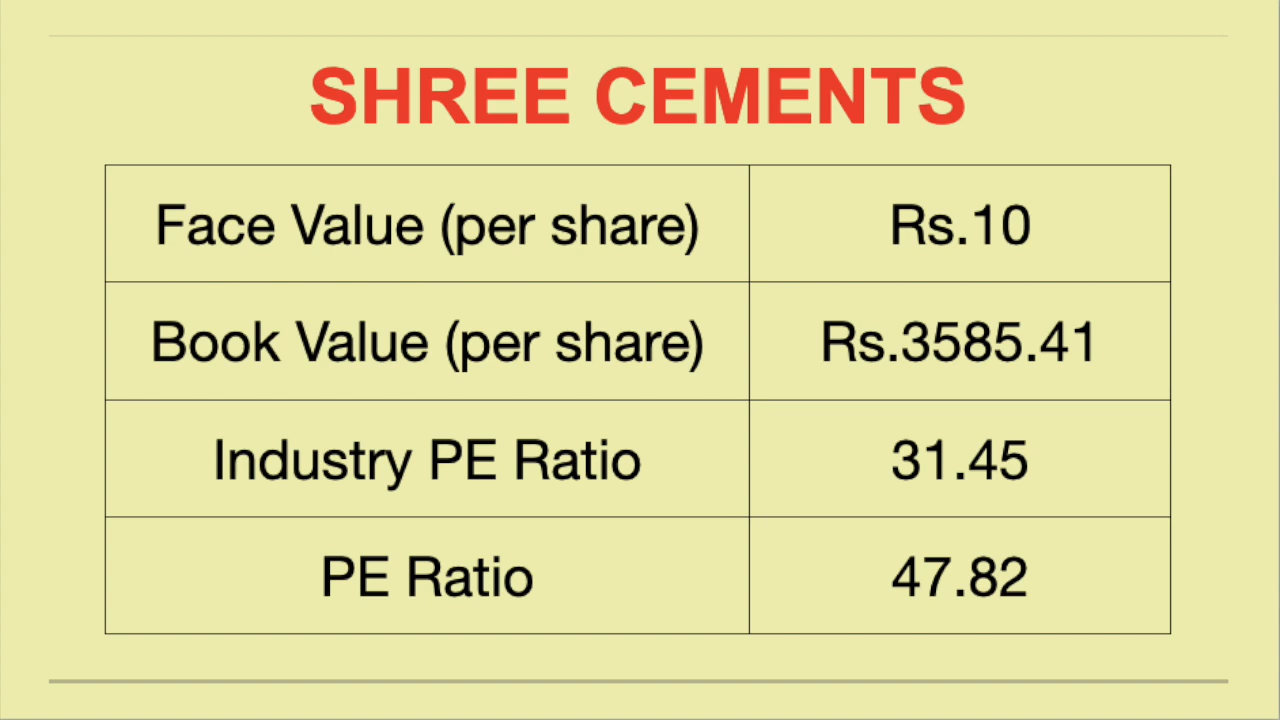 SHREE CEMENTS
Face Value (per share) Rs.10
Book Value (per share) Rs.3585.41
Industry PE Ratio 31.45
PE Ratio 47.82